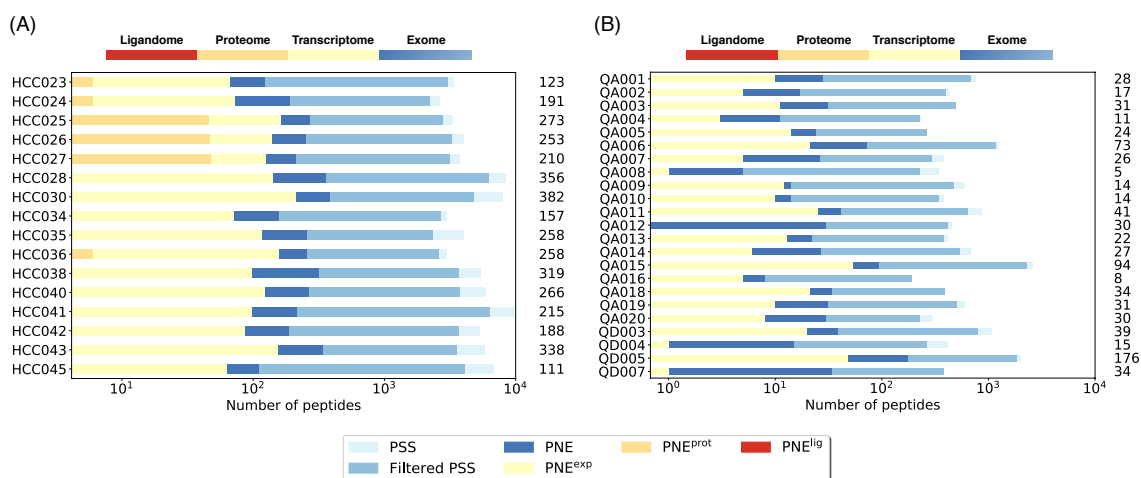 (A)
Ligandome Proteome Transcriptome Exome
HCC023 123
HCC024 191
HCC025 273
HCC026 253
HCC027 210
HCC028 356
HCC030 382
HCC034 157
HCC035 258
HCC036 258
HCC038 319
HCC040 266
HCC041 215
HCC042 188
HCC043 338
HCC045 111
10¹ 10² 10³ 10⁴
Number of peptides
(B)
Ligandome Proteome Transcriptome Exome
QA001 28
QA002 17
QA003 31
QA004 11
QA005 24
QA006 73
QA007 26
QA008 5
QA009 14
QA010 14
QA011 41
QA012 30
QA013 22
QA014 27
QA015 94
QA016 8
QA018 34
QA019 31
QA020 30
QD003 39
QD004 15
QD005 176
QD007 34
10⁰ 10¹ 10² 10³ 10⁴
Number of peptides
PSS PNE PNEᵖʳᵒᵗ PNEˡⁱᵍ
Filtered PSS PNEᵉˣᵖ